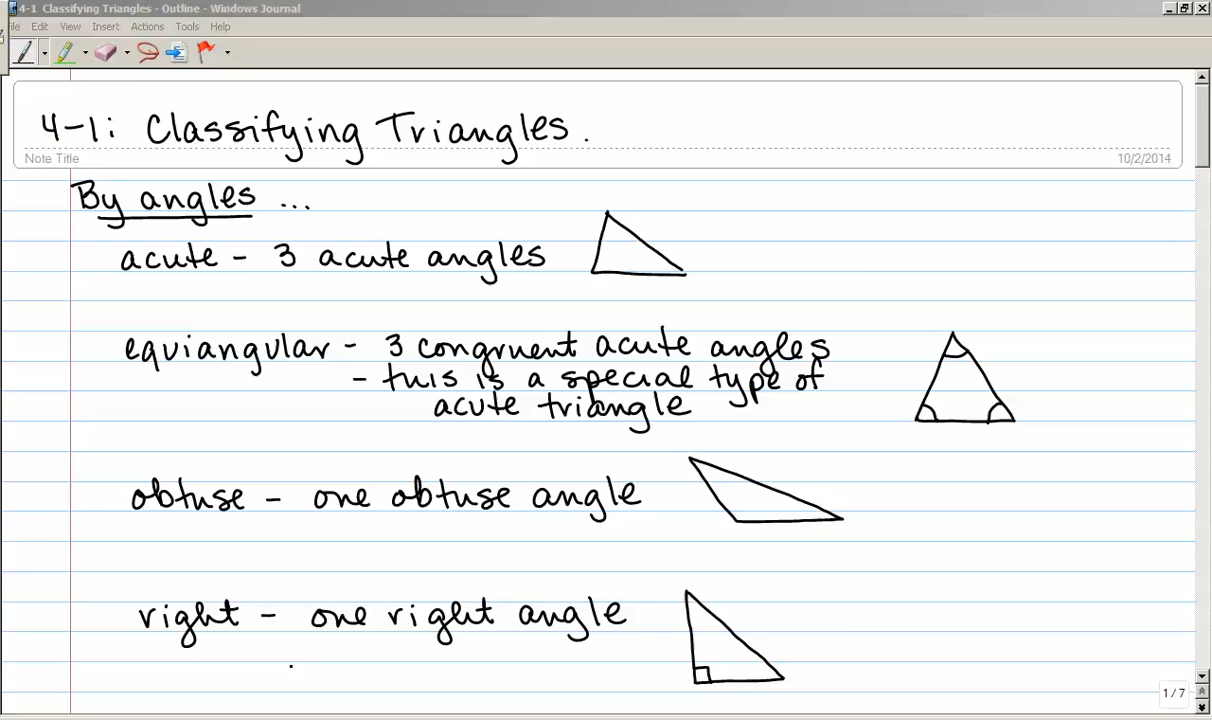 4-1 Classifying Triangles - Outline - Windows Journal
File Edit View Insert Actions Tools Help
4-1: Classifying Triangles.
Note Title
10/2/2014
By angles ...
acute - 3 acute angles
equiangular - 3 congruent acute angles
- this is a special type of
acute triangle
obtuse - one obtuse angle
right - one right angle
1 / 7